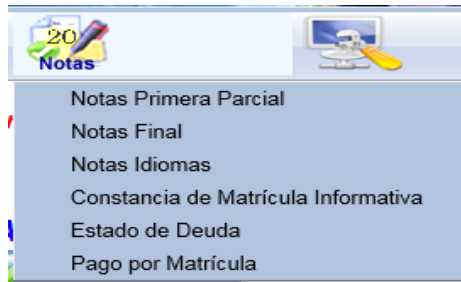 20
Notas
Notas Primera Parcial
Notas Final
Notas Idiomas
Constancia de Matrícula Informativa
Estado de Deuda
Pago por Matrícula